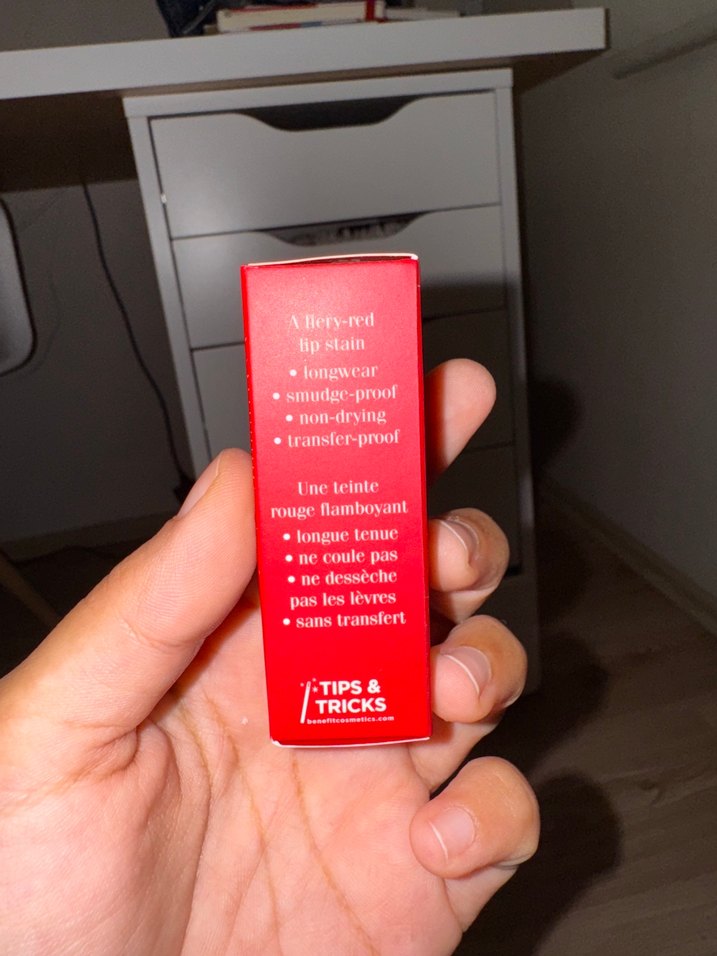 A fiery-red
lip stain
• longwear
• smudge-proof
• non-drying
• transfer-proof
Une teinte
rouge flamboyant
• longue tenue
• ne coule pas
• ne dessèche
pas les lèvres
• sans transfert
TIPS &
TRICKS
benefitcosmetics.com